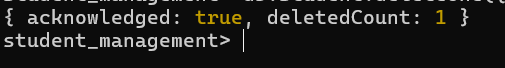 { acknowledged: true, deletedCount: 1 }
student_management>